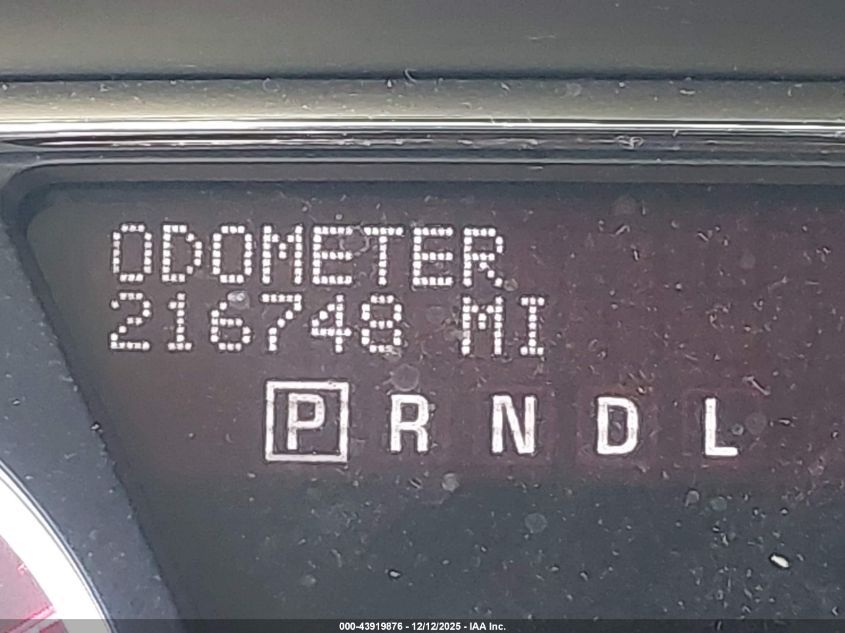 ODOMETER
216748 MI
P R N D L
000-43919876 - 12/12/2025 - IAA Inc.